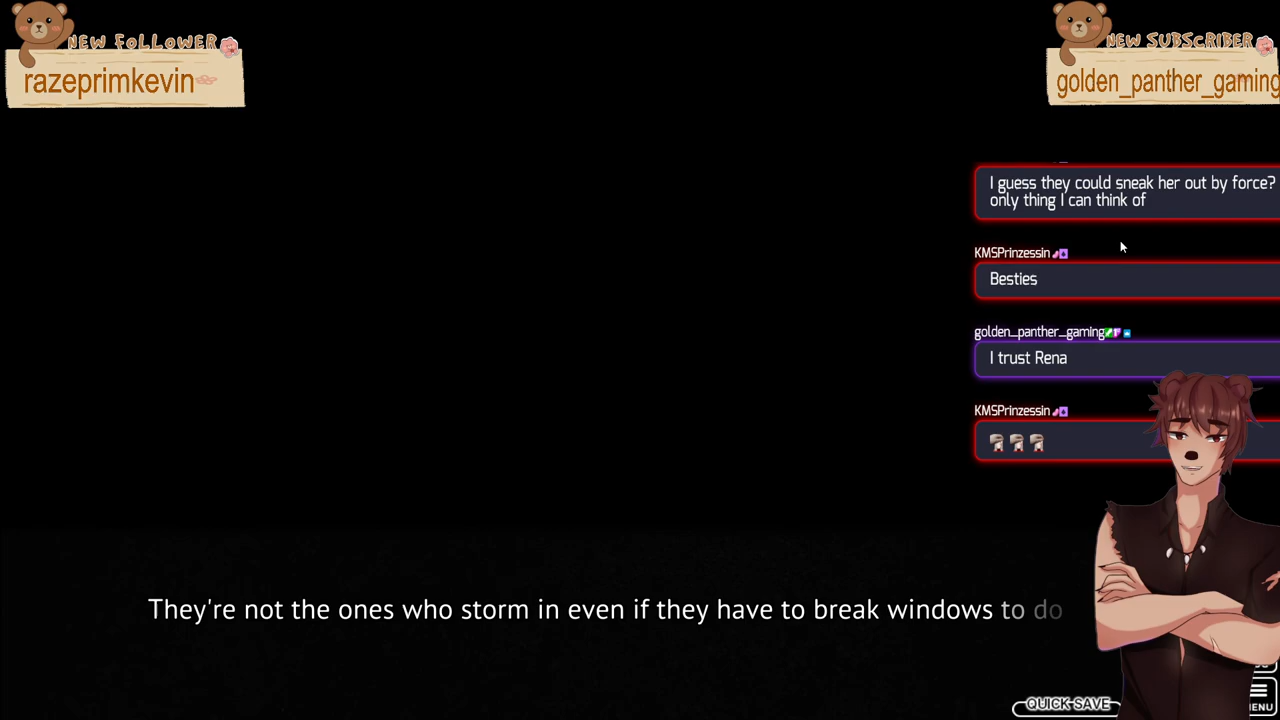 NEW FOLLOWER
razeprimkevin
NEW SUBSCRIBER
golden_panther_gaming
I guess they could sneak her out by force?
only thing I can think of
KMSPrinzessin
Besties
golden_panther_gaming
I trust Rena
KMSPrinzessin
They're not the ones who storm in even if they have to break windows to do
QUICK SAVE
MENU